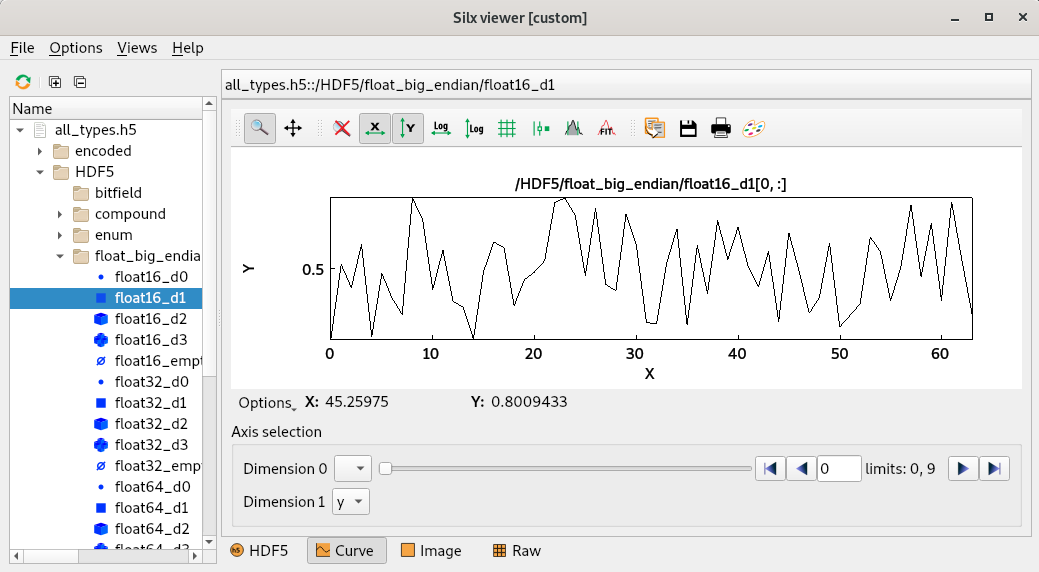 Silx viewer [custom]
File Options Views Help
Name
all_types.h5
encoded
HDF5
bitfield
compound
enum
float_big_endia
float16_d0
float16_d1
float16_d2
float16_d3
float16_empt
float32_d0
float32_d1
float32_d2
float32_d3
float32_empt
float64_d0
float64_d1
float64_d2
float64_d3
all_types.h5::/HDF5/float_big_endian/float16_d1
X Y Log Log FIT
/HDF5/float_big_endian/float16_d1[0, :]
Y
0.5
0 10 20 30 40 50 60
X
Options X: 45.25975 Y: 0.8009433
Axis selection
Dimension 0 0 limits: 0, 9
Dimension 1 y
h5 HDF5 Curve Image Raw